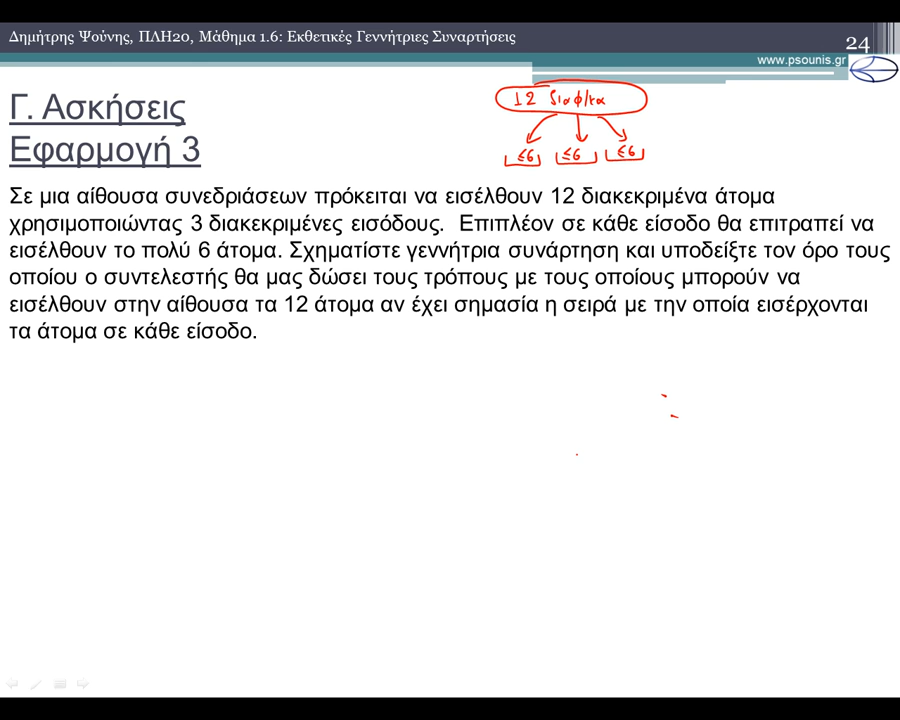 Δημήτρης Ψούνης, ΠΛΗ20, Μάθημα 1.6: Εκθετικές Γεννήτριες Συναρτήσεις
24
www.psounis.gr
Γ. Ασκήσεις
Εφαρμογή 3
12 διαφ/κα
≤6 ≤6 ≤6
Σε μια αίθουσα συνεδριάσεων πρόκειται να εισέλθουν 12 διακεκριμένα άτομα
χρησιμοποιώντας 3 διακεκριμένες εισόδους. Επιπλέον σε κάθε είσοδο θα επιτραπεί να
εισέλθουν το πολύ 6 άτομα. Σχηματίστε γεννήτρια συνάρτηση και υποδείξτε τον όρο τους
οποίου ο συντελεστής θα μας δώσει τους τρόπους με τους οποίους μπορούν να
εισέλθουν στην αίθουσα τα 12 άτομα αν έχει σημασία η σειρά με την οποία εισέρχονται
τα άτομα σε κάθε είσοδο.